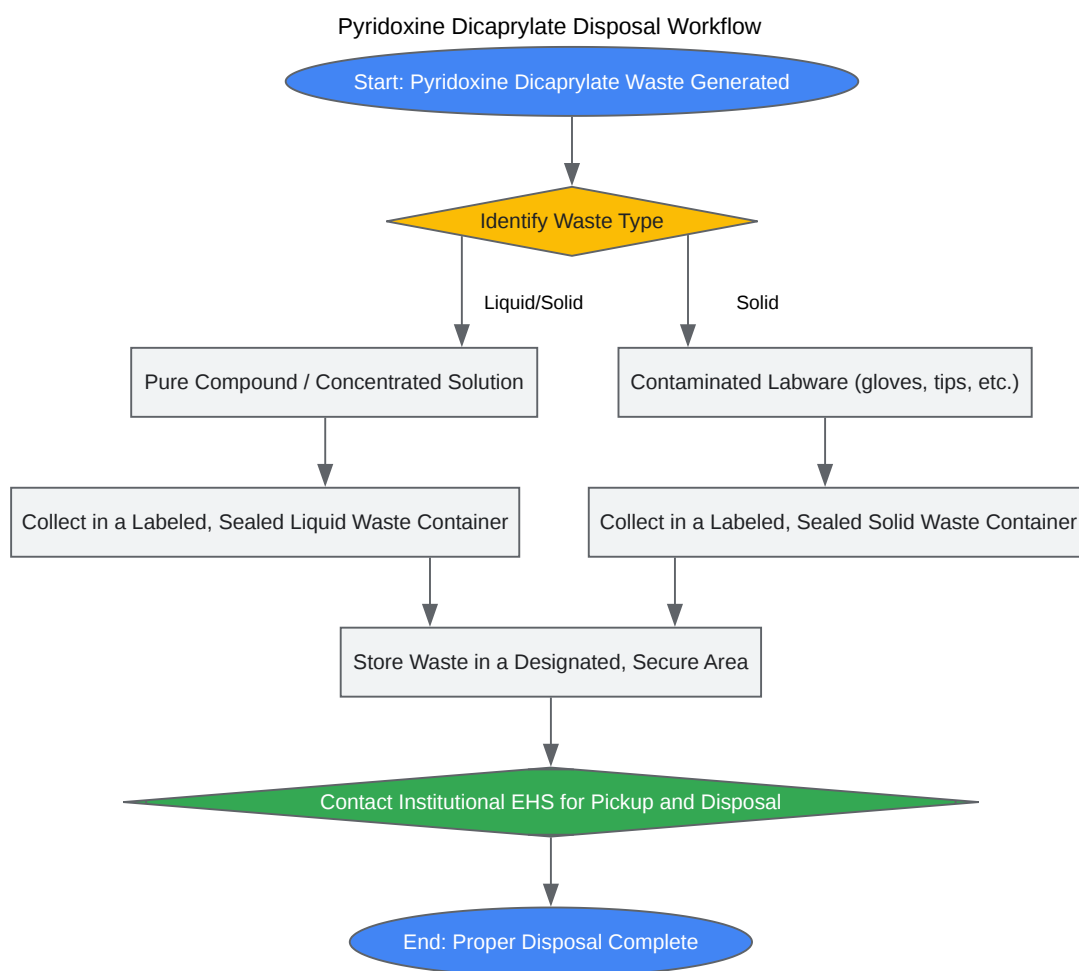 Pyridoxine Dicaprylate Disposal Workflow
Start: Pyridoxine Dicaprylate Waste Generated
Identify Waste Type
Liquid/Solid
Solid
Pure Compound / Concentrated Solution
Contaminated Labware (gloves, tips, etc.)
Collect in a Labeled, Sealed Liquid Waste Container
Collect in a Labeled, Sealed Solid Waste Container
Store Waste in a Designated, Secure Area
Contact Institutional EHS for Pickup and Disposal
End: Proper Disposal Complete